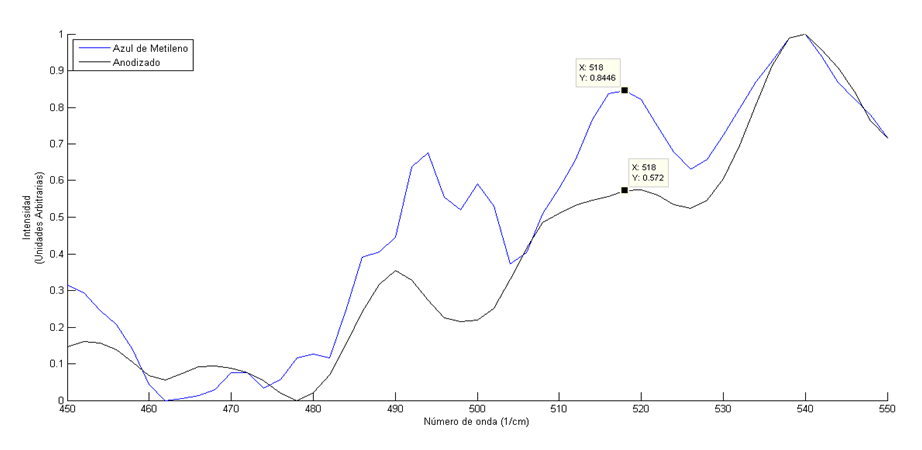 Azul de Metileno
Anodizado
X: 518
Y: 0.8446
X: 518
Y: 0.572
1
0.9
0.8
0.7
0.6
0.5
0.4
0.3
0.2
0.1
0
Intensidad
(Unidades Arbitrarias)
450 460 470 480 490 500 510 520 530 540 550
Número de onda (1/cm)